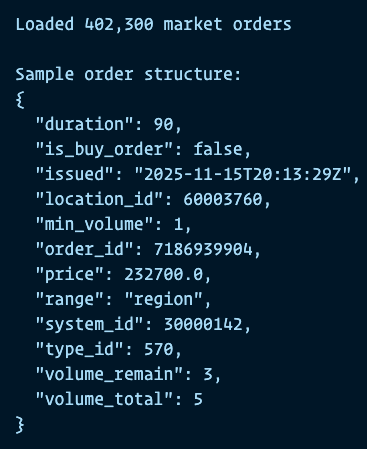 Loaded 402,300 market orders
Sample order structure:
{
"duration": 90,
"is_buy_order": false,
"issued": "2025-11-15T20:13:29Z",
"location_id": 60003760,
"min_volume": 1,
"order_id": 7186939904,
"price": 232700.0,
"range": "region",
"system_id": 30000142,
"type_id": 570,
"volume_remain": 3,
"volume_total": 5
}